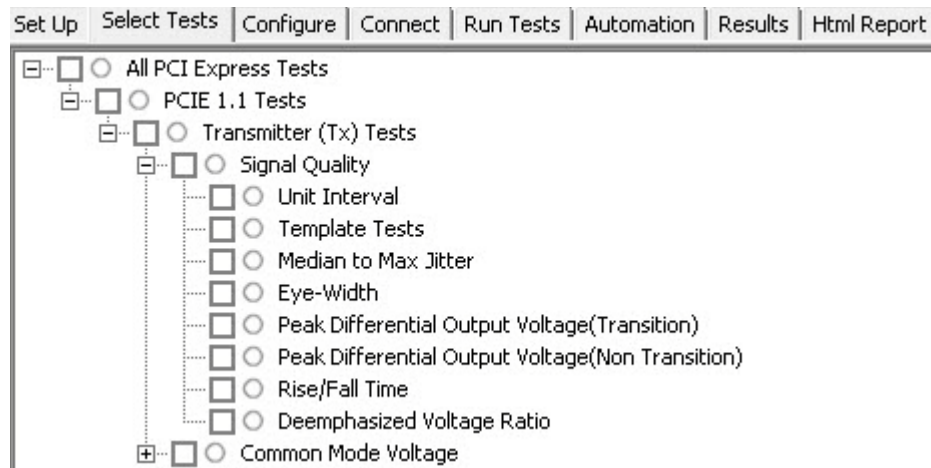 Set Up Select Tests Configure Connect Run Tests Automation Results Html Report
All PCI Express Tests
PCIE 1.1 Tests
Transmitter (Tx) Tests
Signal Quality
Unit Interval
Template Tests
Median to Max Jitter
Eye-Width
Peak Differential Output Voltage(Transition)
Peak Differential Output Voltage(Non Transition)
Rise/Fall Time
Deemphasized Voltage Ratio
Common Mode Voltage